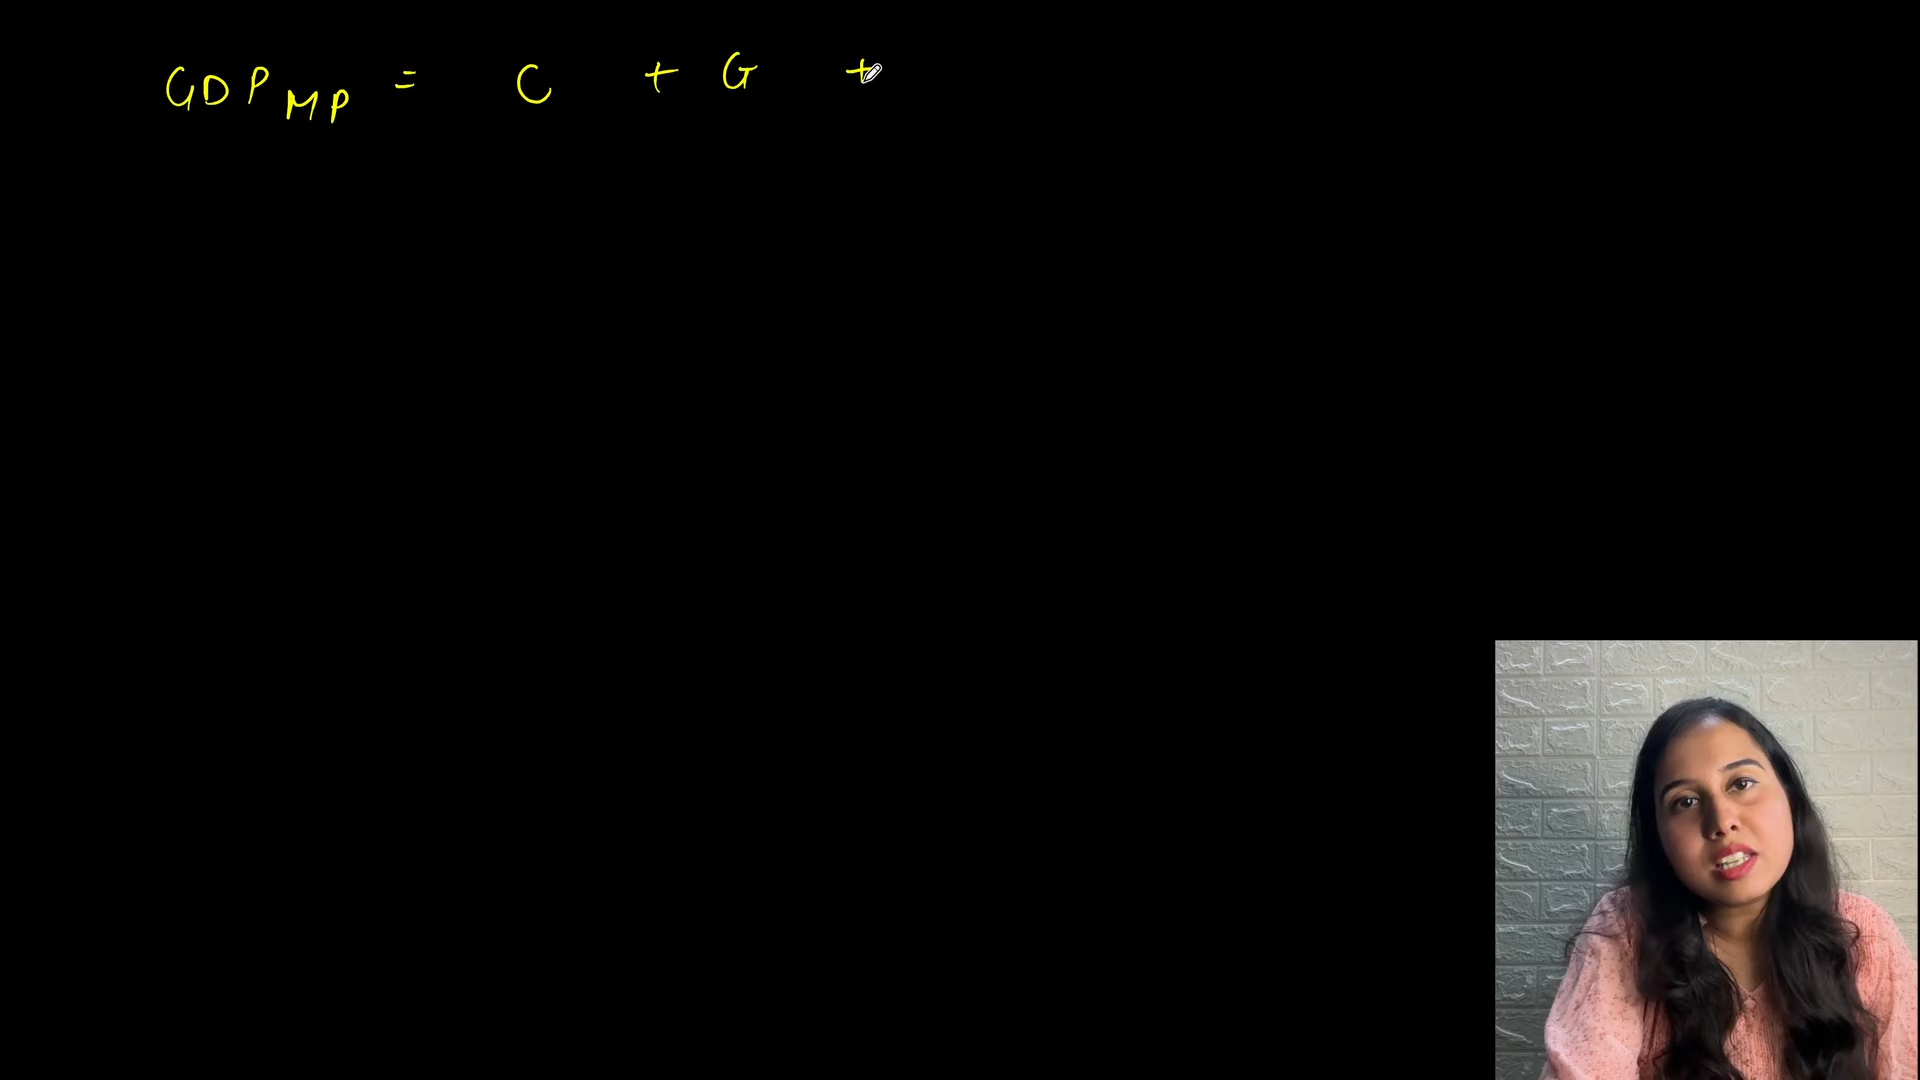 GDP MP = C + G +